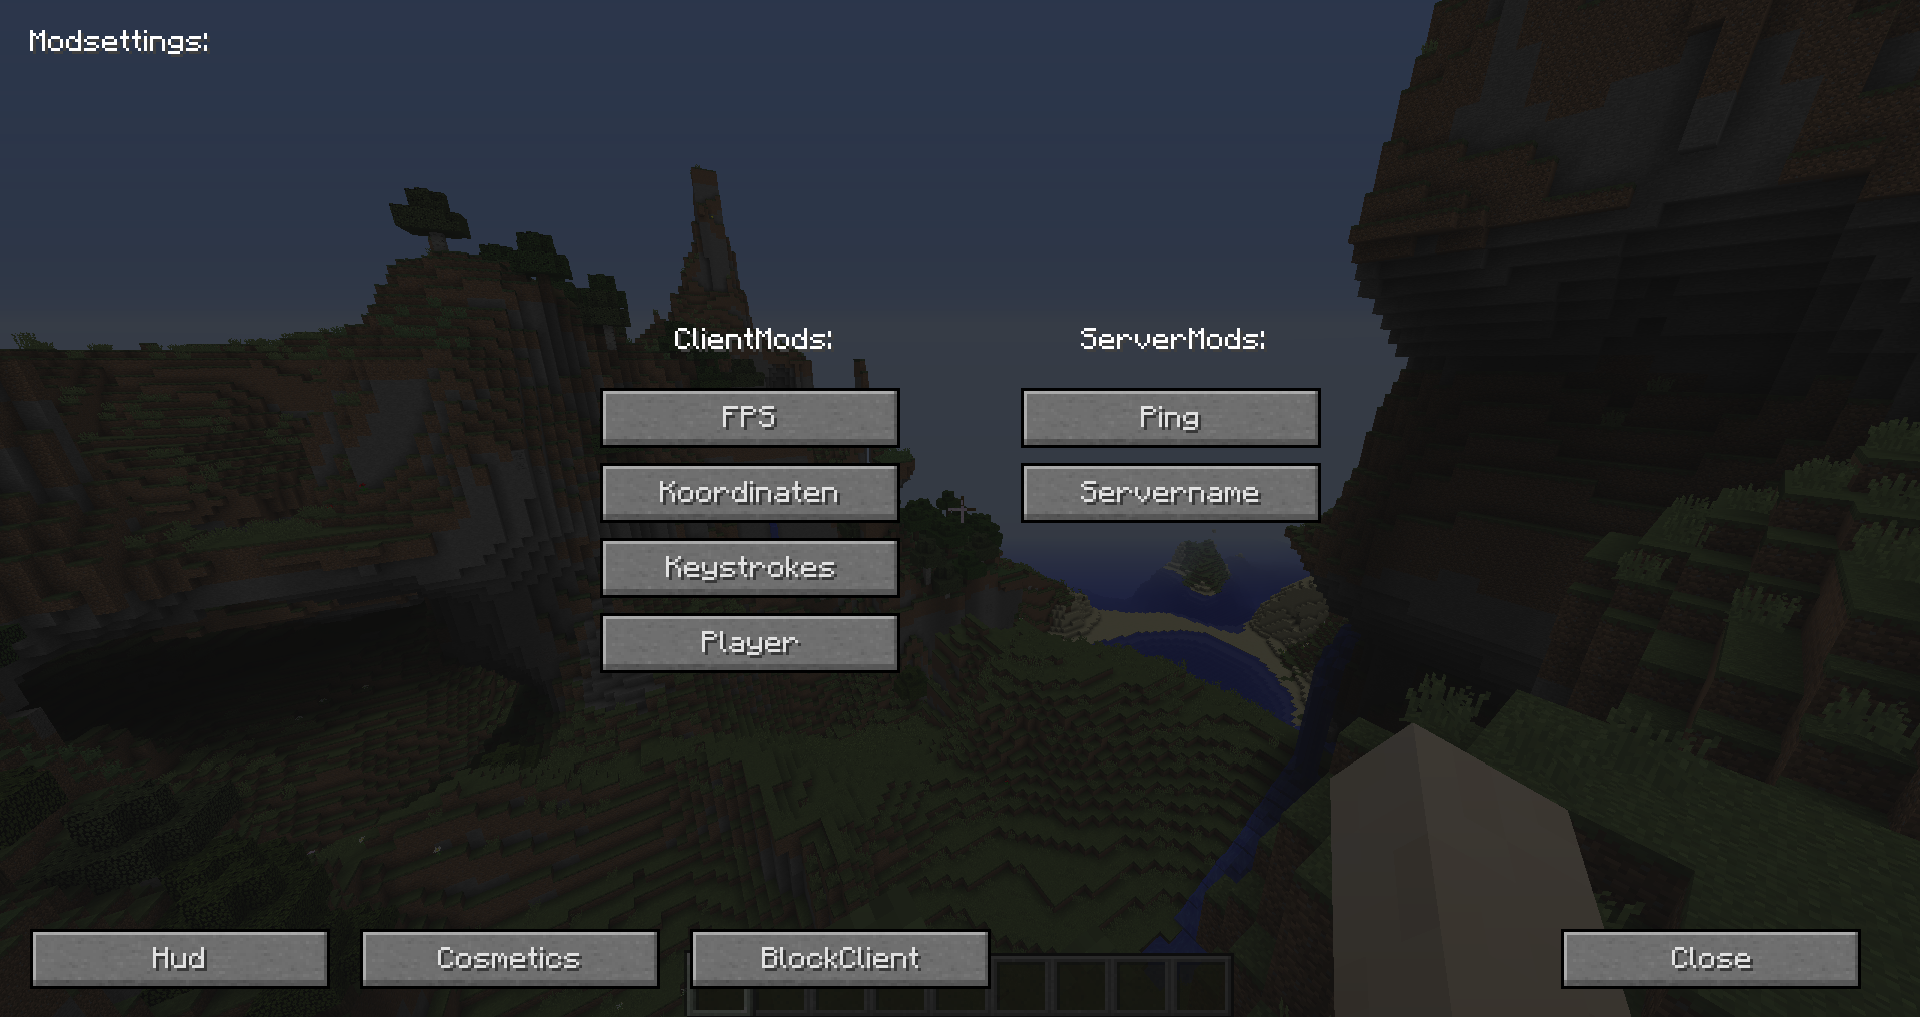 Modsettings:
ClientMods:
ServerMods:
FPS
Ping
Koordinaten
Servername
Keystrokes
Player
Hud
Cosmetics
BlockClient
Close